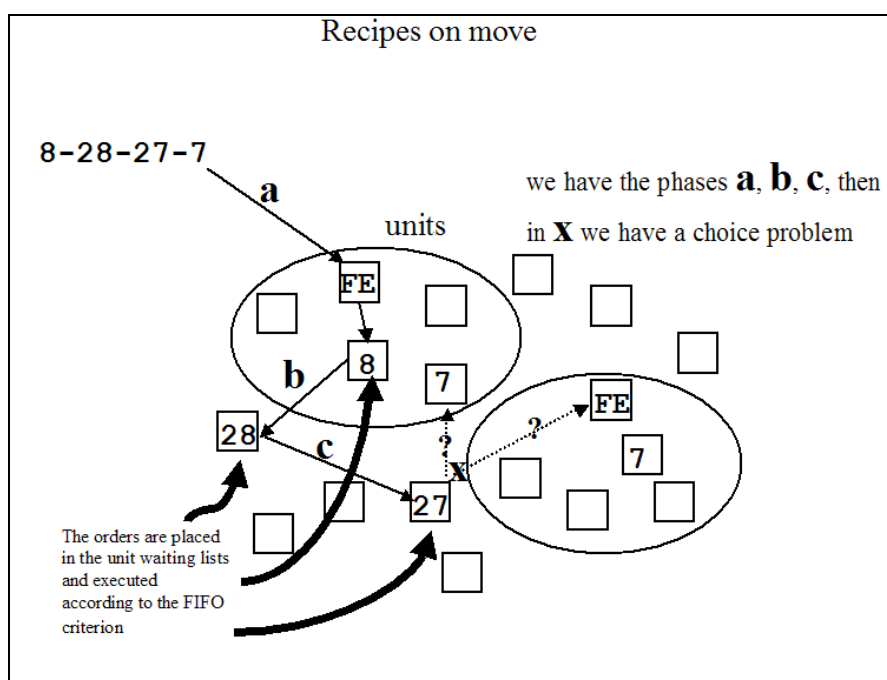 Recipes on move
8-28-27-7
a
we have the phases a, b, c, then
in x we have a choice problem
units
FE
8
b
7
FE
?
28
c
?
x
7
27
The orders are placed
in the unit waiting lists
and executed
according to the FIFO
criterion